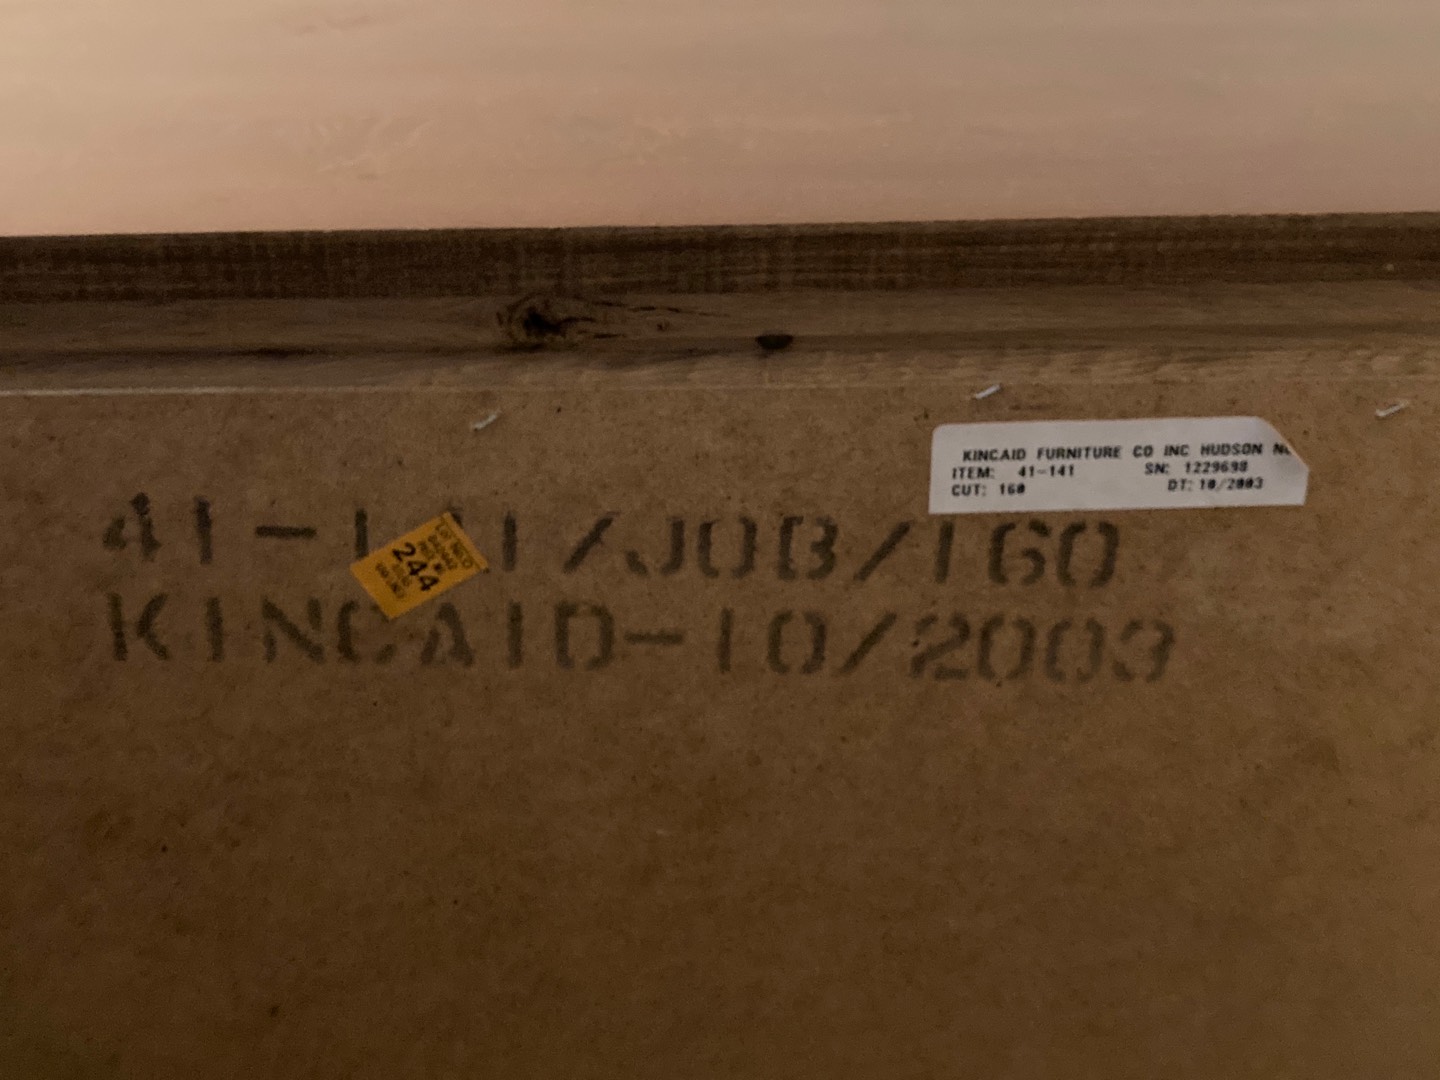 KINCAID FURNITURE CO INC HUDSON
ITEM: 41-141 SN: 1229698
CUT: 160 DT: 10/2003
41-141/JOB/160
244
KINCAID-10/2003